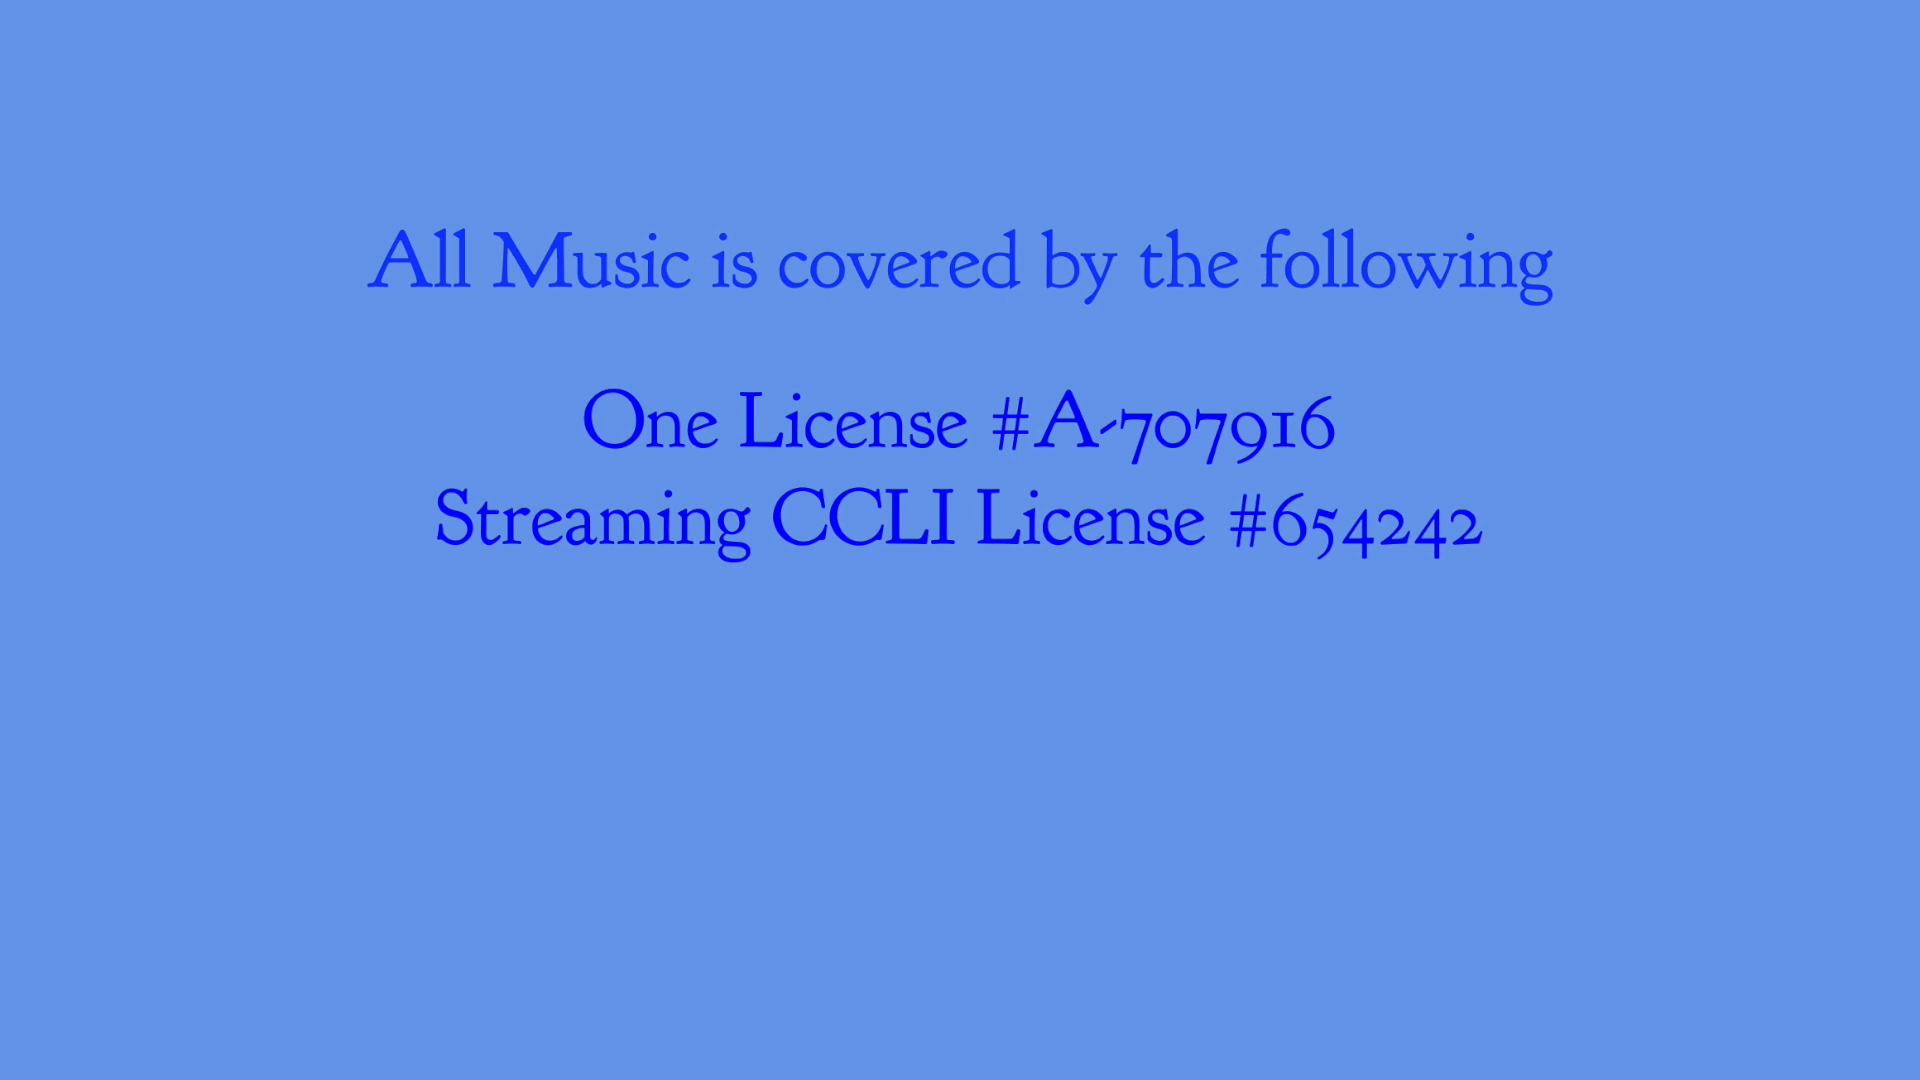 All Music is covered by the following
One License #A-707916
Streaming CCLI License #654242